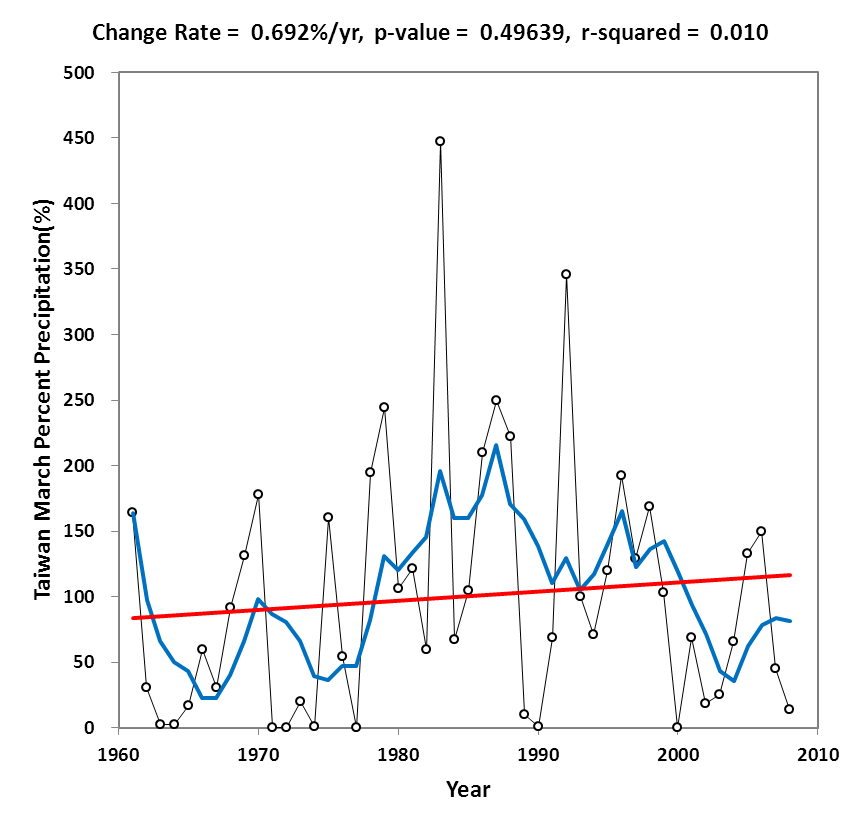 Change Rate = 0.692%/yr, p-value = 0.49639, r-squared = 0.010
500
450
400
350
300
250
200
150
100
50
0
Taiwan March Percent Precipitation(%)
1960 1970 1980 1990 2000 2010
Year